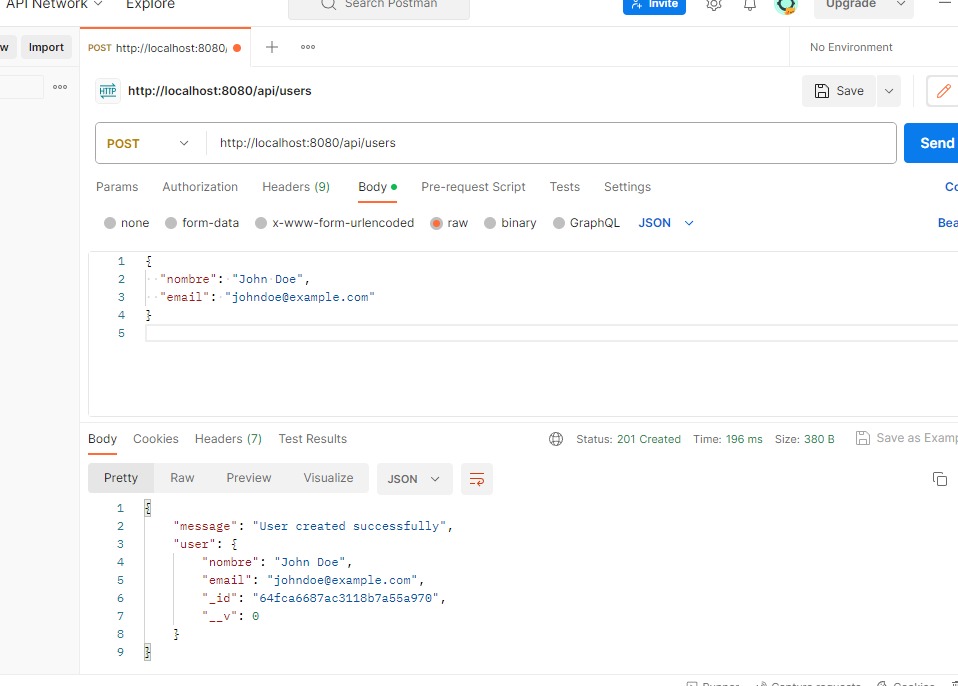 API Network Explore Search Postman Invite Upgrade
w Import POST http://localhost:8080/ No Environment
HTTP http://localhost:8080/api/users Save
POST http://localhost:8080/api/users Send
Params Authorization Headers (9) Body Pre-request Script Tests Settings Co
none form-data x-www-form-urlencoded raw binary GraphQL JSON Bea
1 {
2 "nombre": "John Doe",
3 "email": "johndoe@example.com"
4 }
5
Body Cookies Headers (7) Test Results Status: 201 Created Time: 196 ms Size: 380 B Save as Examp
Pretty Raw Preview Visualize JSON
1 {
2 "message": "User created successfully",
3 "user": {
4 "nombre": "John Doe",
5 "email": "johndoe@example.com",
6 "_id": "64fca6687ac3118b7a55a970",
7 "__v": 0
8 }
9 }
Runner Capture requests Cookies